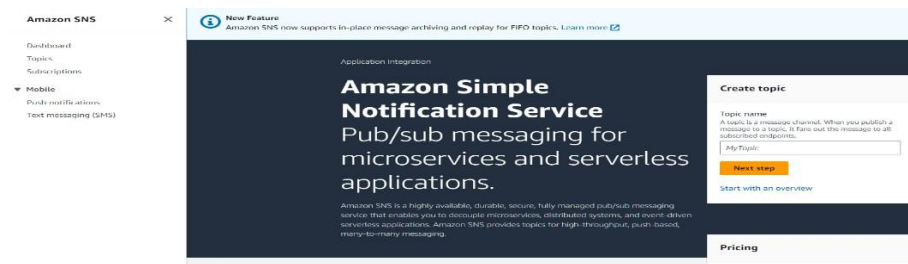 Amazon SNS
Dashboard
Topics
Subscriptions
Mobile
Push notifications
Text messaging (SMS)
New Feature
Amazon SNS now supports in-place message archiving and replay for FIFO topics. Learn more
Application Integration
Amazon Simple
Notification Service
Pub/sub messaging for
microservices and serverless
applications.
Amazon SNS is a highly available, durable, secure, fully managed pub/sub messaging
service that enables you to decouple microservices, distributed systems, and event-driven
serverless applications. Amazon SNS provides topics for high-throughput, push-based,
many-to-many messaging.
Create topic
Topic name
A topic is a message channel. When you publish a
message to a topic, it fans out the message to all
subscribed endpoints.
MyTopic
Next step
Start with an overview
Pricing